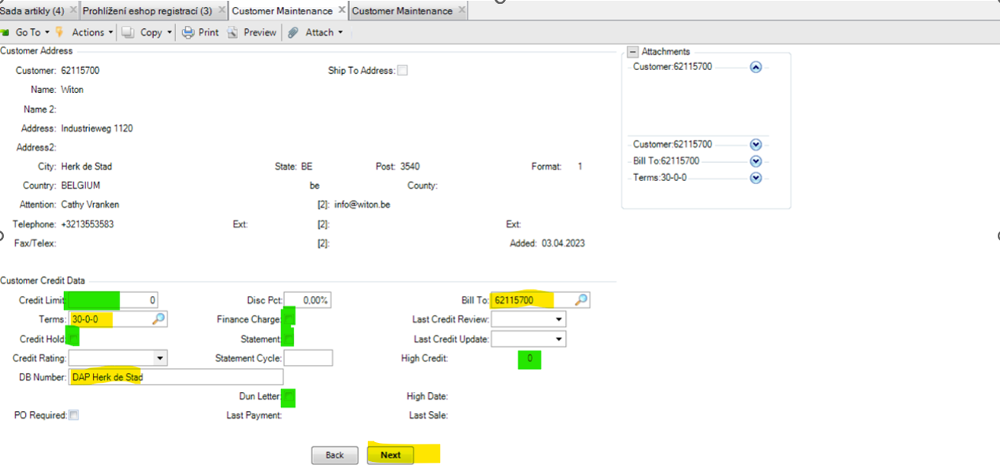 Sada artikly (4) Prohlížení eshop registrací (3) Customer Maintenance Customer Maintenance
Go To Actions Copy Print Preview Attach
Customer Address
Attachments
Customer: 62115700 Ship To Address: Customer:62115700
Name: Witon
Name 2:
Address: Industrieweg 1120
Address2: Customer:62115700
City: Herk de Stad State: BE Post: 3540 Format: 1 Bill To:62115700
Country: BELGIUM be County: Terms:30-0-0
Attention: Cathy Vranken [2]: info@witon.be
Telephone: +3213553583 Ext: [2]: Ext:
Fax/Telex: [2]: Added: 03.04.2023
Customer Credit Data
Credit Limit: 0 Disc Pct: 0,00% Bill To: 62115700
Terms: 30-0-0 Finance Charge: Last Credit Review:
Credit Hold: Statement: Last Credit Update:
Credit Rating: Statement Cycle: High Credit: 0
DB Number: DAP Herk de Stad
Dun Letter: High Date:
PO Required: Last Payment: Last Sale:
Back Next